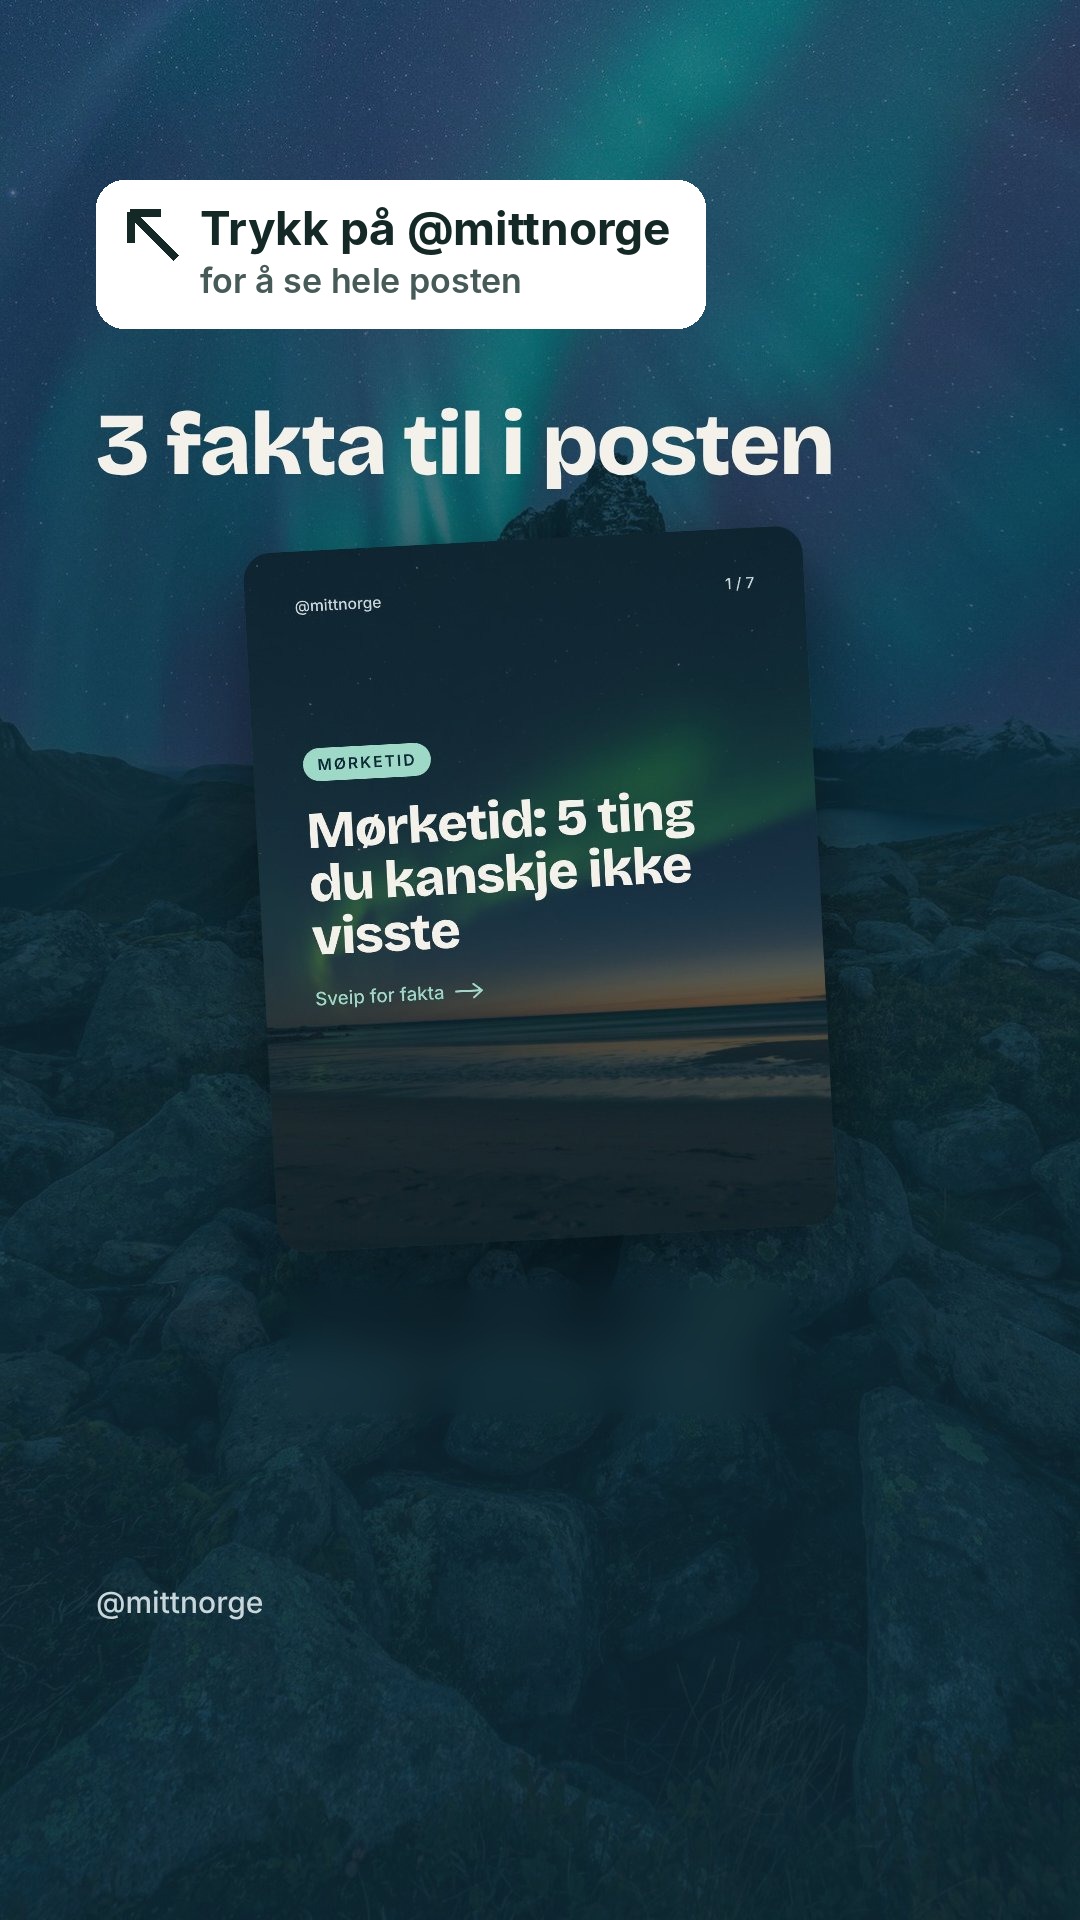 Trykk på @mittnorge
for å se hele posten
3 fakta til i posten
@mittnorge
1 / 7
MØRKETID
Mørketid: 5 ting
du kanskje ikke
visste
Sveip for fakta →
@mittnorge